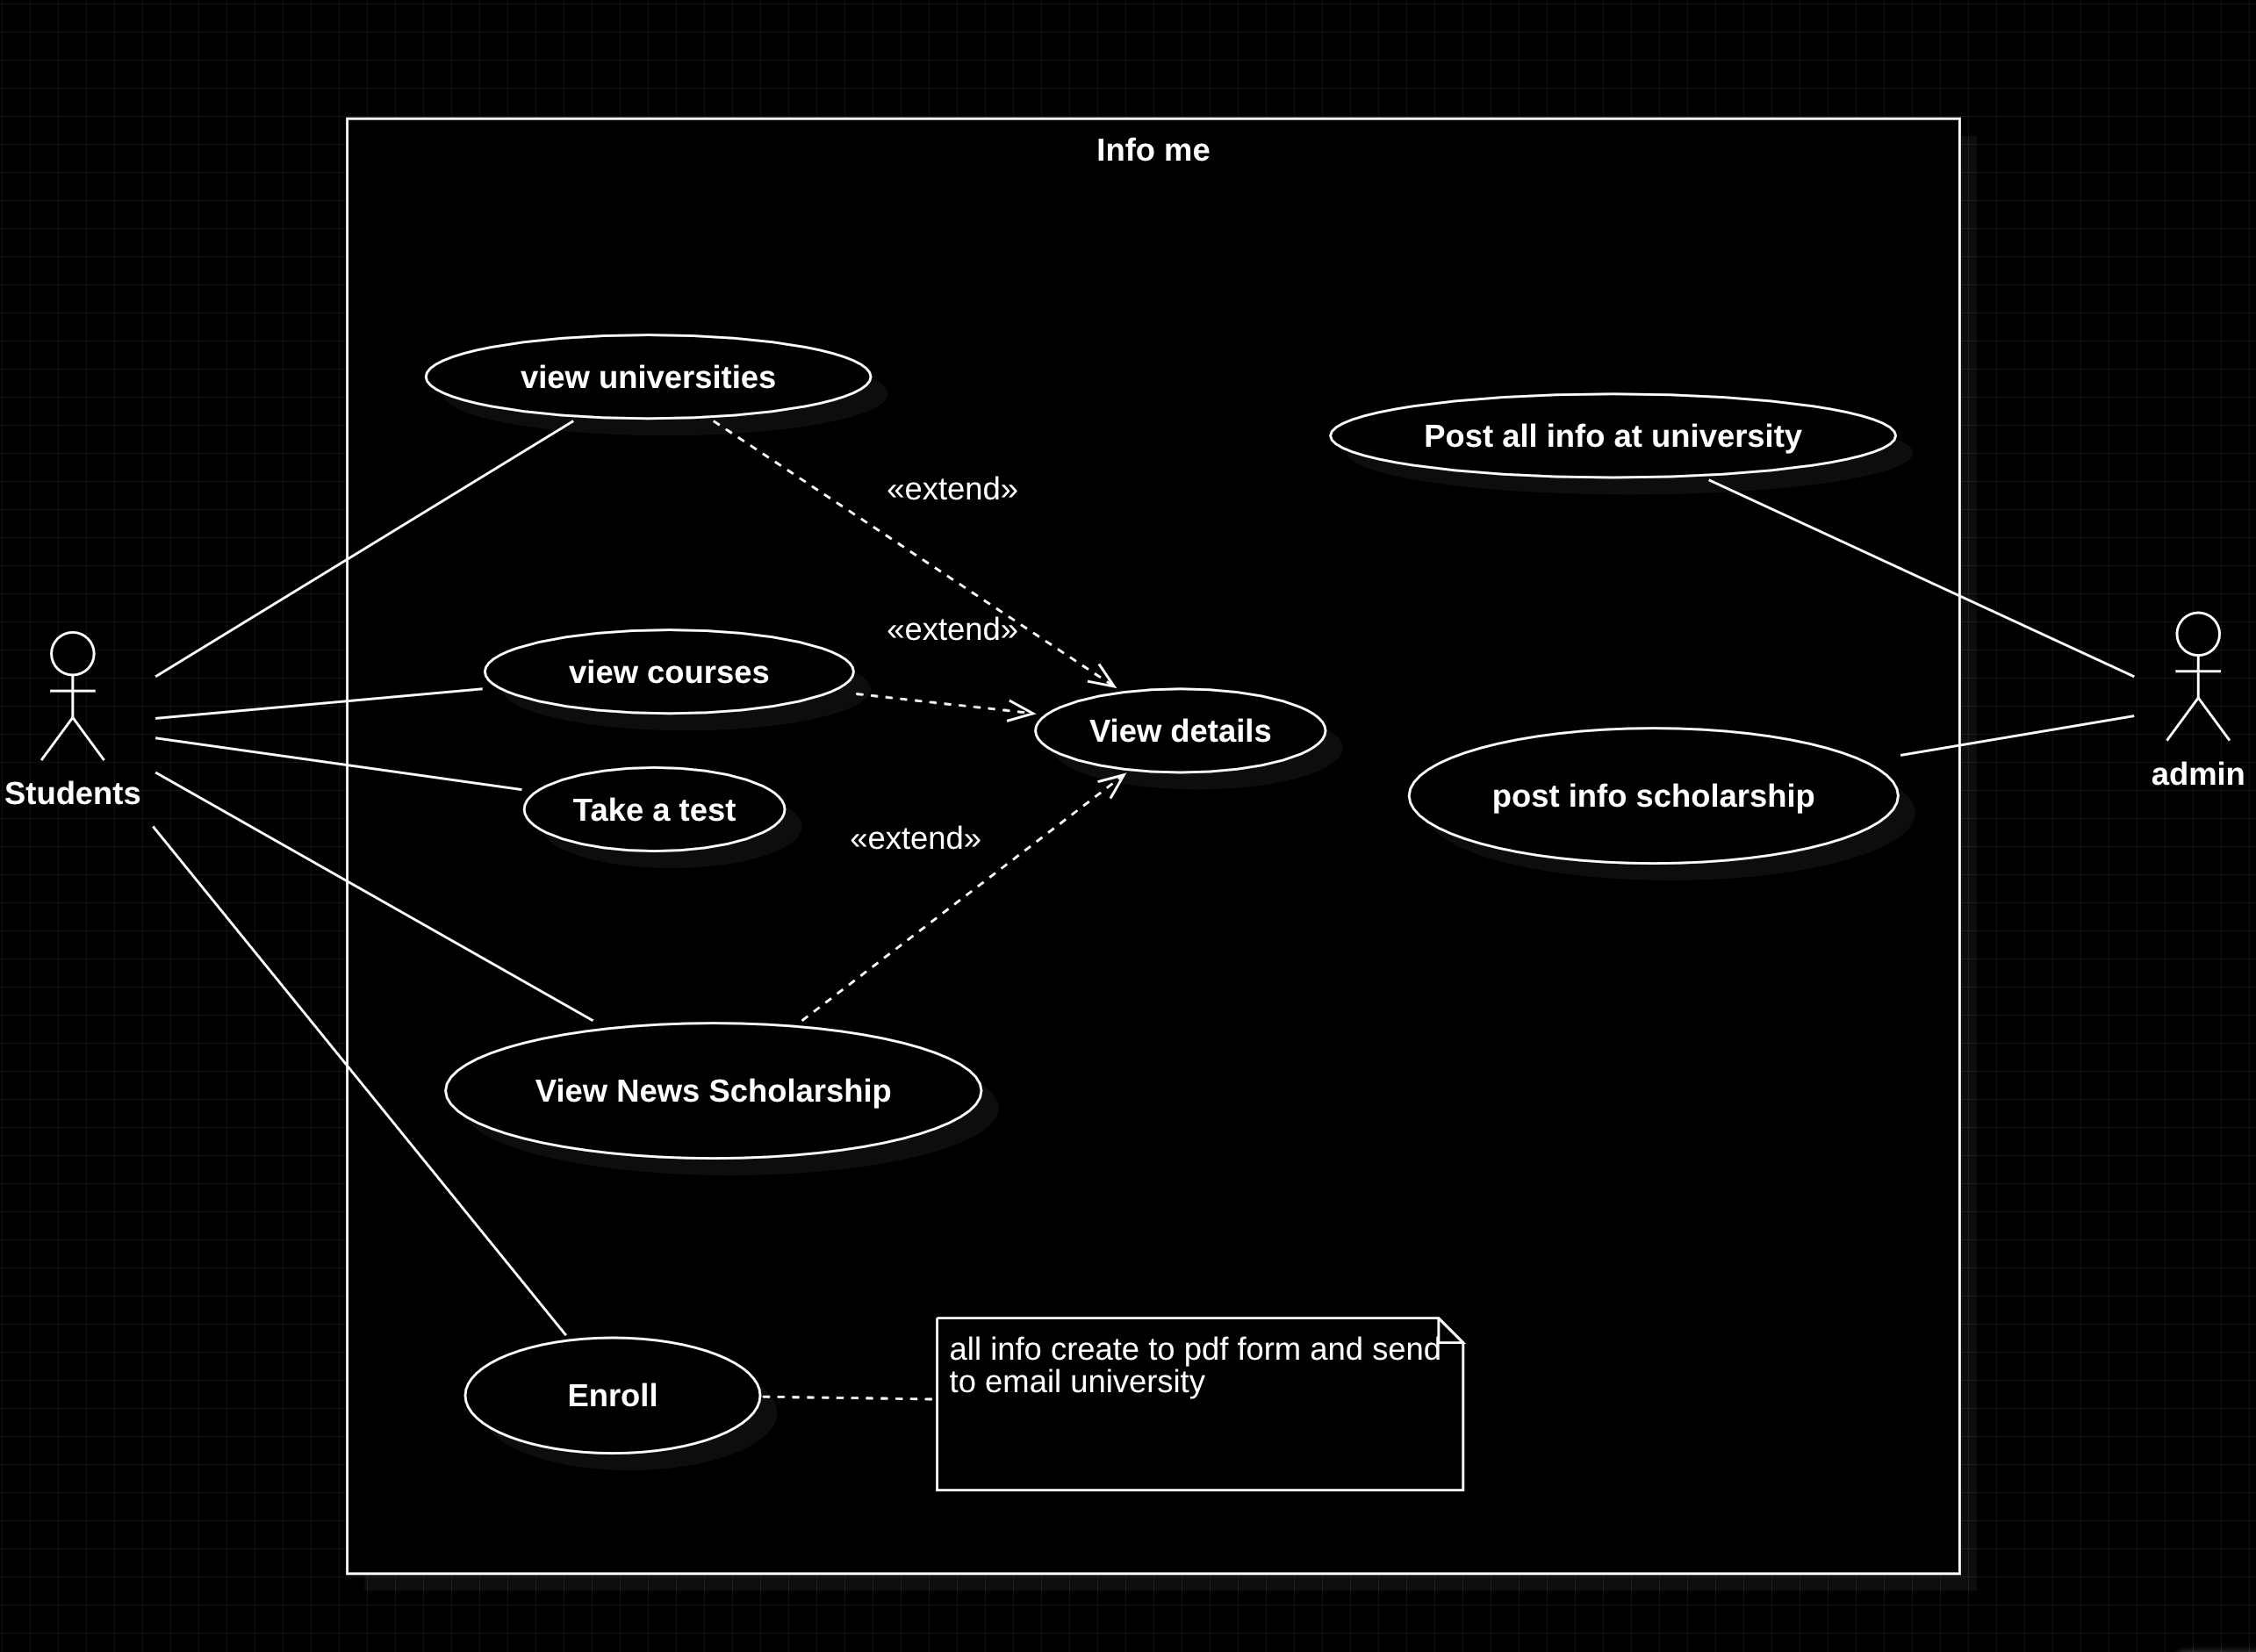 Info me
view universities
Post all info at university
«extend»
«extend»
view courses
View details
Students
admin
Take a test
post info scholarship
«extend»
View News Scholarship
all info create to pdf form and send
to email university
Enroll